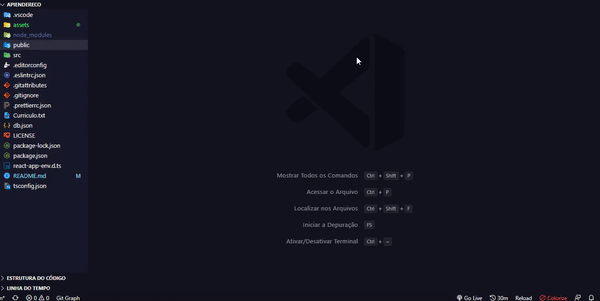 APIENDERECO
.vscode
assets
node_modules
public
src
.editorconfig
.eslintrc.json
.gitattributes
.gitignore
.prettierrc.json
Curriculo.txt
db.json
LICENSE
package-lock.json
package.json
react-app-env.d.ts
README.md M
tsconfig.json
Mostrar Todos os Comandos Ctrl + Shift + P
Acessar o Arquivo Ctrl + P
Localizar nos Arquivos Ctrl + Shift + F
Iniciar a Depuração F5
Ativar/Desativar Terminal Ctrl +
ESTRUTURA DO CÓDIGO
LINHA DO TEMPO
0 0 Git Graph Go Live 30m Reload Colorize